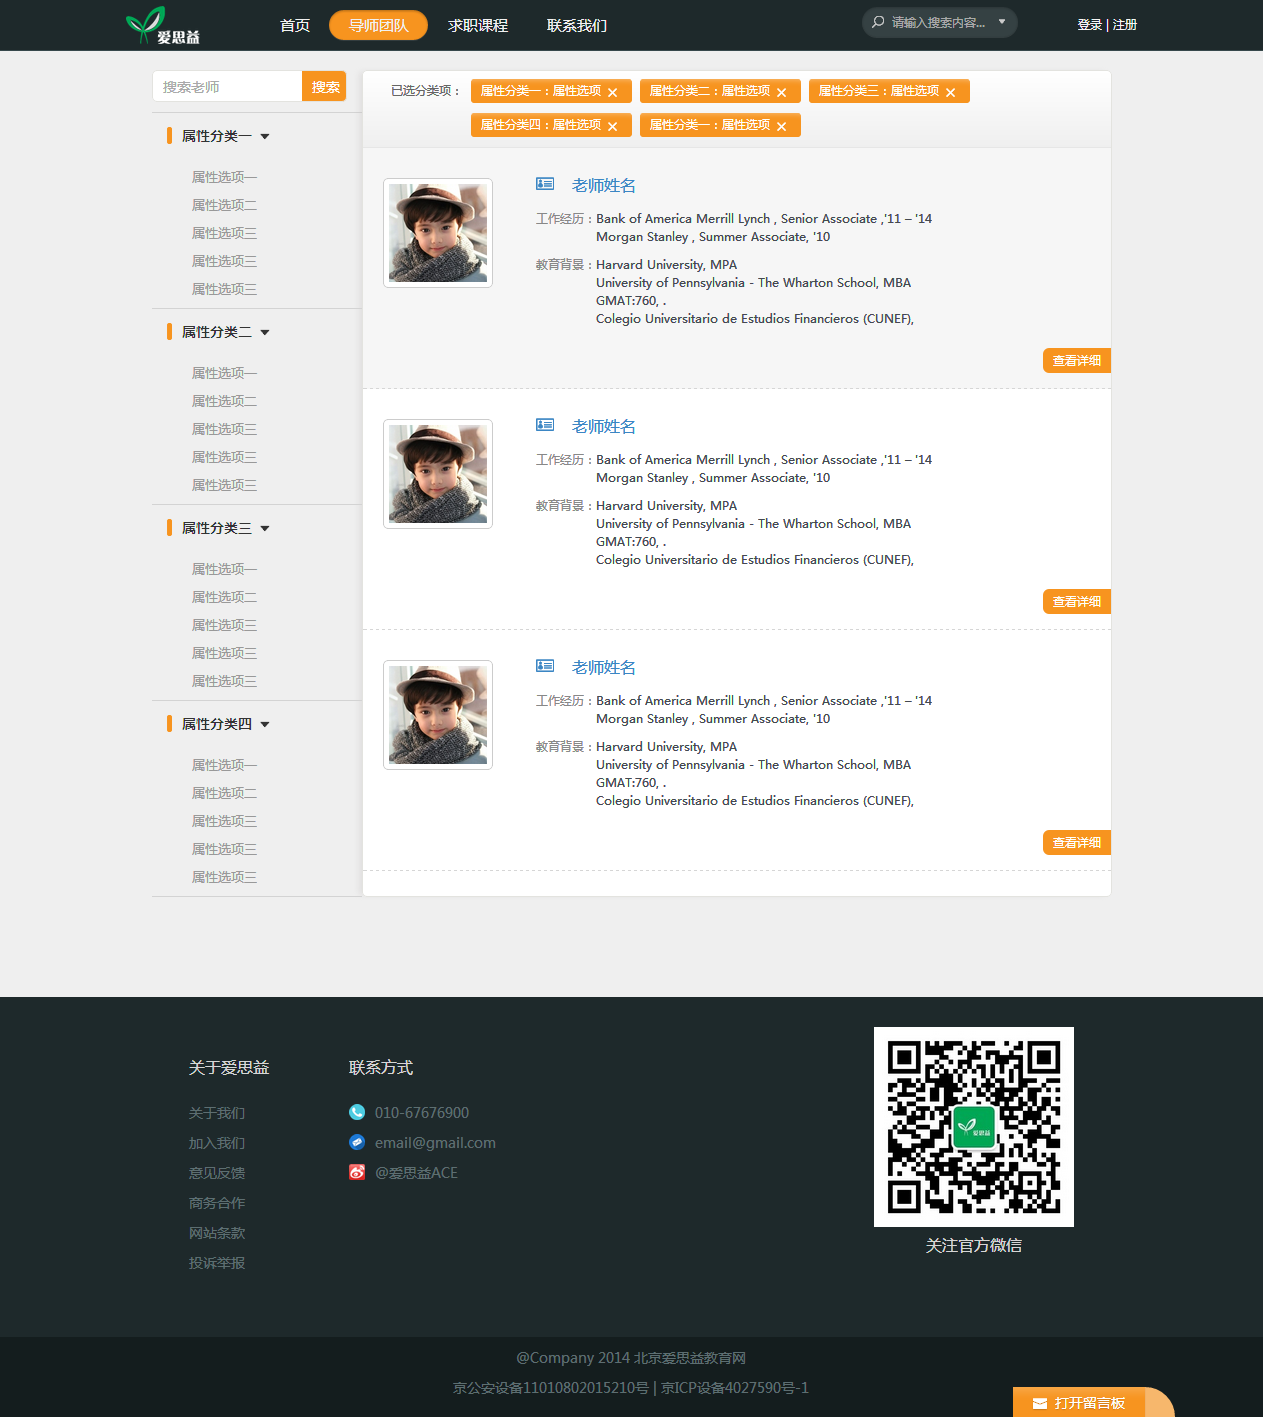 爱思益 首页 导师团队 求职课程 联系我们 请输入搜索内容... 登录 | 注册
搜索老师 搜索
属性分类一
属性选项一
属性选项二
属性选项三
属性选项三
属性选项三
属性分类二
属性选项一
属性选项二
属性选项三
属性选项三
属性选项三
属性分类三
属性选项一
属性选项二
属性选项三
属性选项三
属性选项三
属性分类四
属性选项一
属性选项二
属性选项三
属性选项三
属性选项三
已选分类项： 属性分类一：属性选项 属性分类二：属性选项 属性分类三：属性选项
属性分类四：属性选项 属性分类一：属性选项
老师姓名
工作经历：Bank of America Merrill Lynch , Senior Associate ,'11 – '14
Morgan Stanley , Summer Associate, '10
教育背景：Harvard University, MPA
University of Pennsylvania - The Wharton School, MBA
GMAT:760, .
Colegio Universitario de Estudios Financieros (CUNEF),
查看详细
老师姓名
工作经历：Bank of America Merrill Lynch , Senior Associate ,'11 – '14
Morgan Stanley , Summer Associate, '10
教育背景：Harvard University, MPA
University of Pennsylvania - The Wharton School, MBA
GMAT:760, .
Colegio Universitario de Estudios Financieros (CUNEF),
查看详细
老师姓名
工作经历：Bank of America Merrill Lynch , Senior Associate ,'11 – '14
Morgan Stanley , Summer Associate, '10
教育背景：Harvard University, MPA
University of Pennsylvania - The Wharton School, MBA
GMAT:760, .
Colegio Universitario de Estudios Financieros (CUNEF),
查看详细
关于爱思益
关于我们
加入我们
意见反馈
商务合作
网站条款
投诉举报
联系方式
010-67676900
email@gmail.com
@爱思益ACE
爱思益
关注官方微信
@Company 2014 北京爱思益教育网
京公安设备11010802015210号 | 京ICP设备4027590号-1
打开留言板